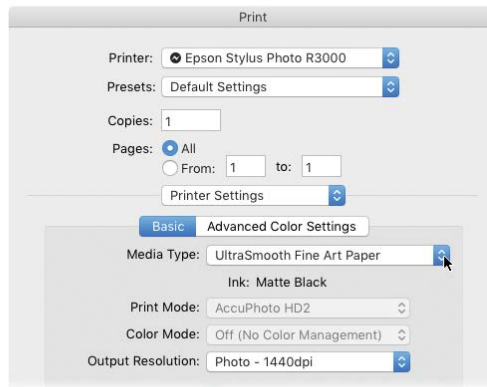 Print
Printer: Epson Stylus Photo R3000
Presets: Default Settings
Copies: 1
Pages: All
From: 1 to: 1
Printer Settings
Basic Advanced Color Settings
Media Type: UltraSmooth Fine Art Paper
Ink: Matte Black
Print Mode: AccuPhoto HD2
Color Mode: Off (No Color Management)
Output Resolution: Photo - 1440dpi